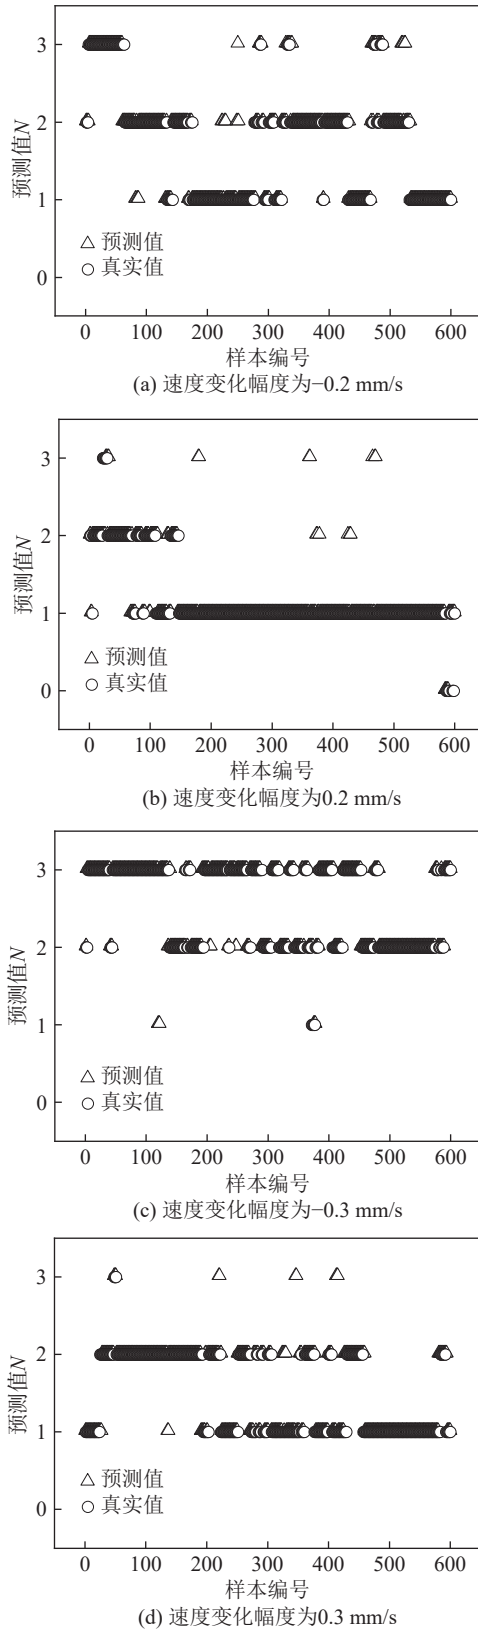 3
2
1
0
预测值N
△ 预测值
○ 真实值
0 100 200 300 400 500 600
样本编号
(a) 速度变化幅度为−0.2 mm/s
3
2
1
0
预测值N
△ 预测值
○ 真实值
0 100 200 300 400 500 600
样本编号
(b) 速度变化幅度为0.2 mm/s
3
2
1
0
预测值N
△ 预测值
○ 真实值
0 100 200 300 400 500 600
样本编号
(c) 速度变化幅度为−0.3 mm/s
3
2
1
0
预测值N
△ 预测值
○ 真实值
0 100 200 300 400 500 600
样本编号
(d) 速度变化幅度为0.3 mm/s